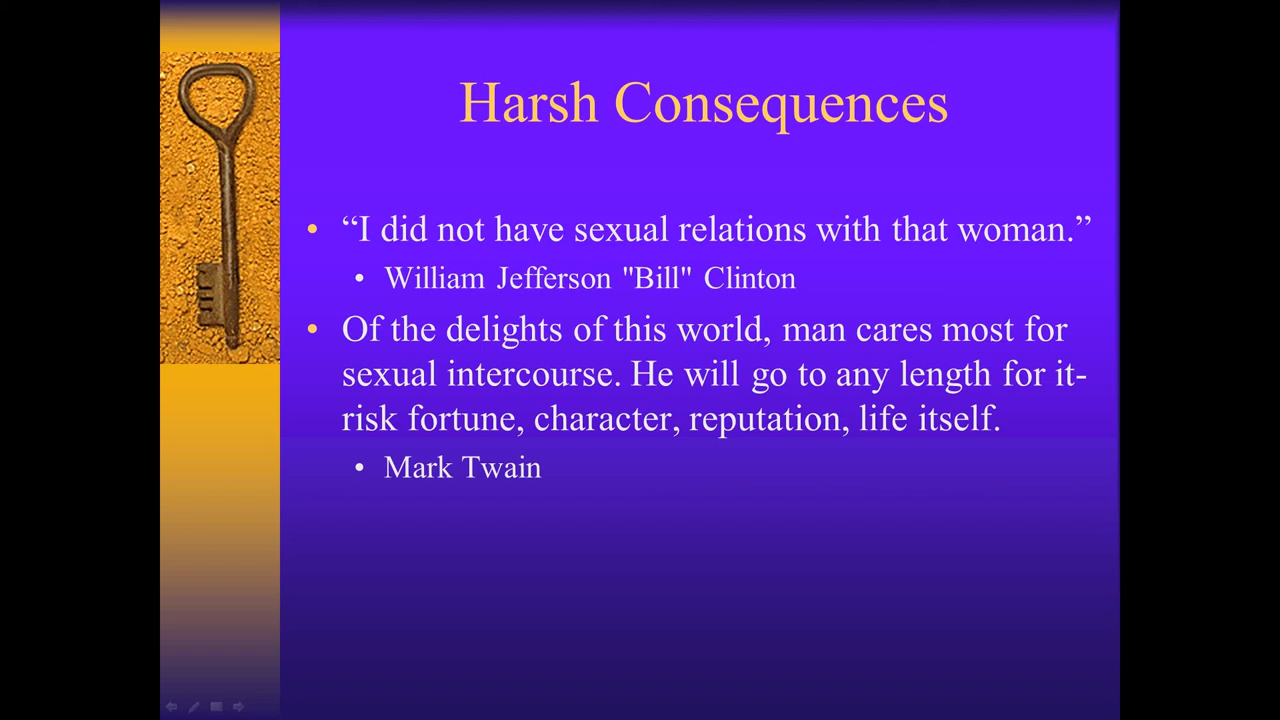 Harsh Consequences
• “I did not have sexual relations with that woman.”
• William Jefferson "Bill" Clinton
• Of the delights of this world, man cares most for
sexual intercourse. He will go to any length for it-
risk fortune, character, reputation, life itself.
• Mark Twain